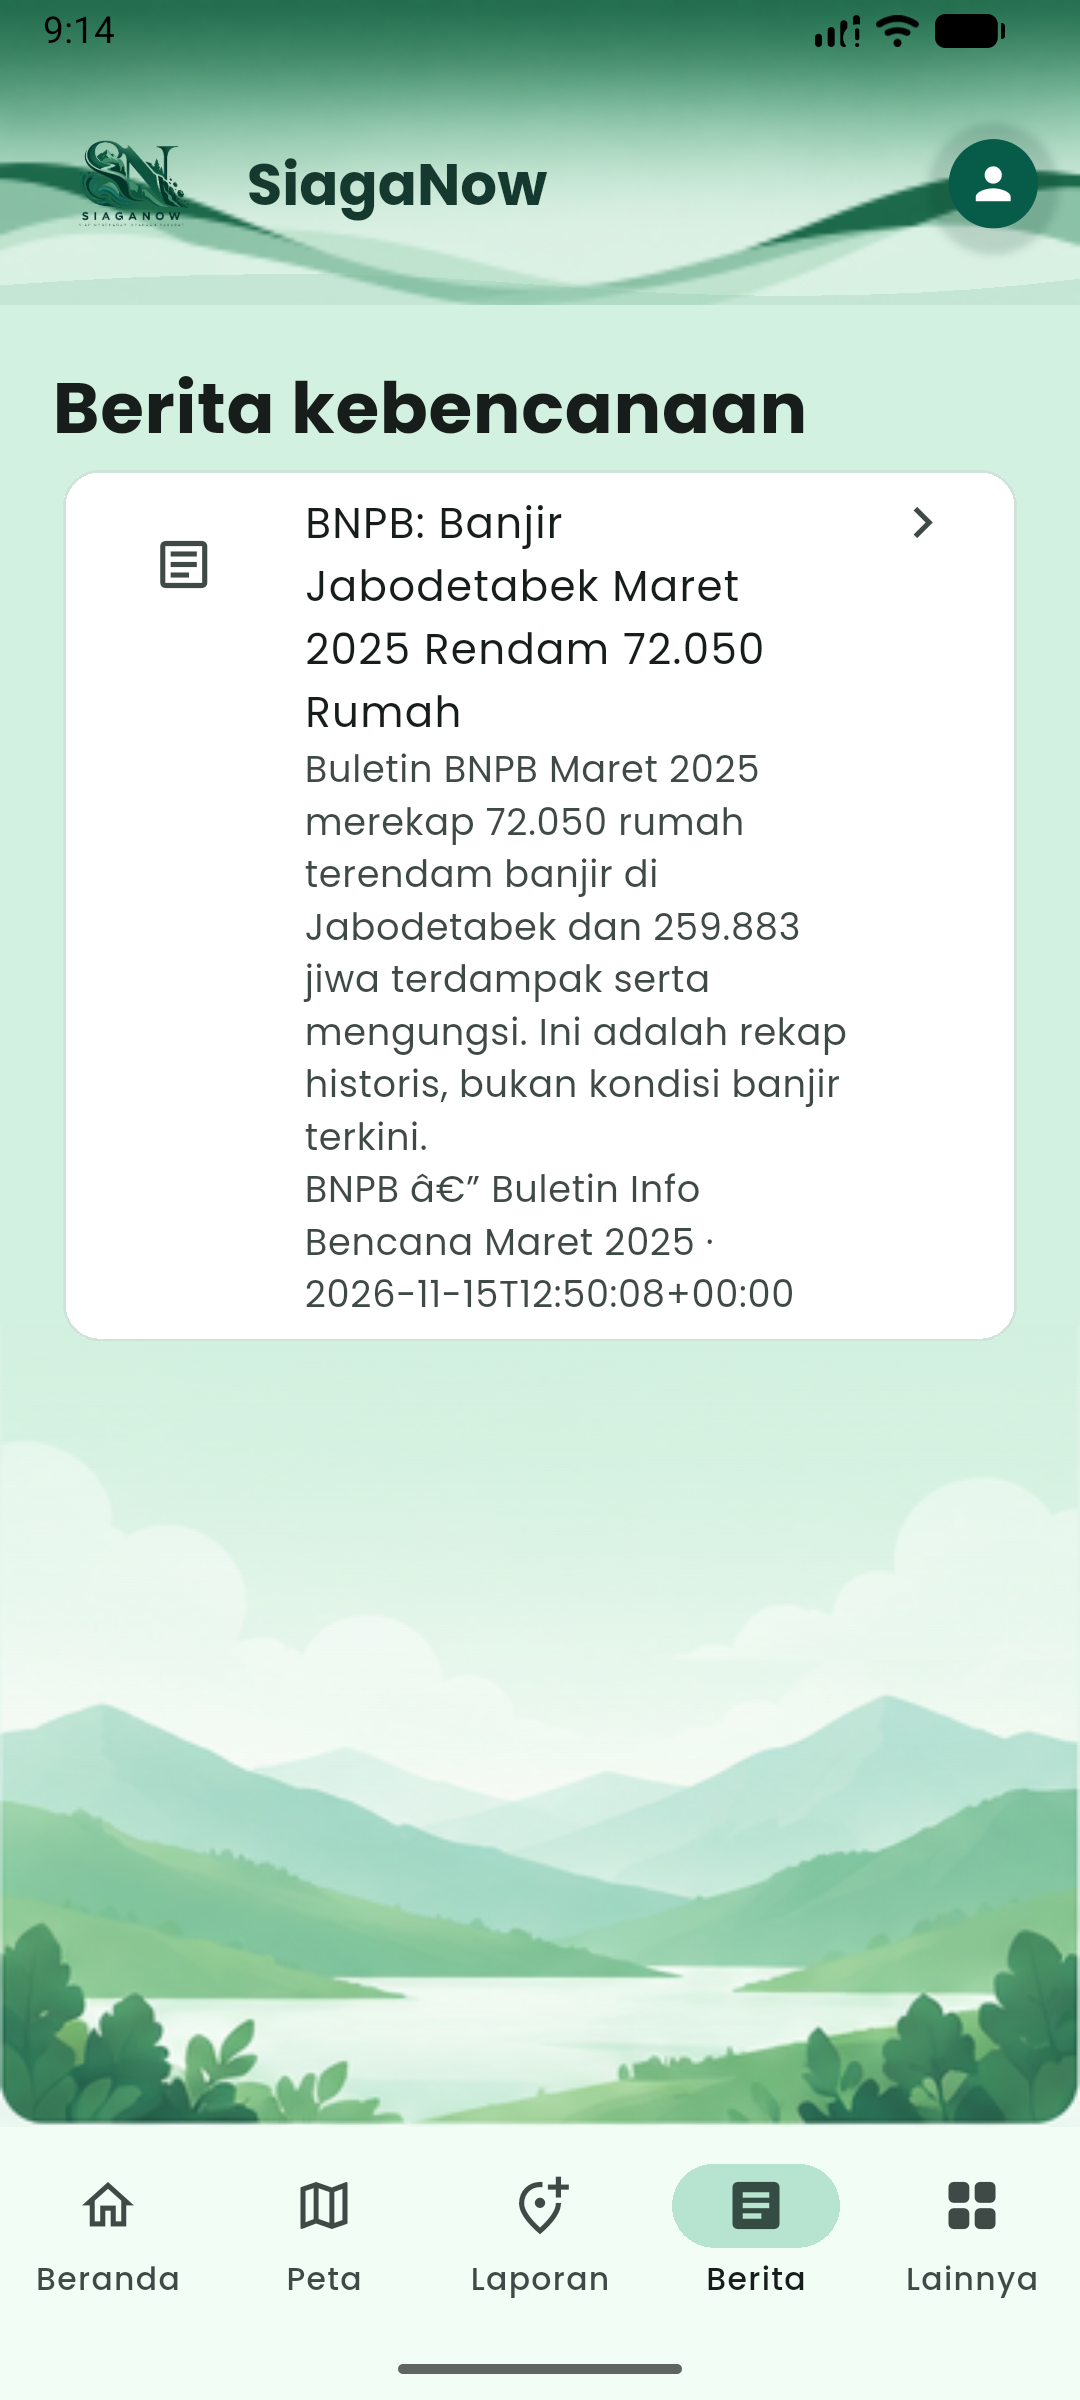 9:14
SIAGANOW
SiagaNow
Berita kebencanaan
BNPB: Banjir
Jabodetabek Maret
2025 Rendam 72.050
Rumah
Buletin BNPB Maret 2025
merekap 72.050 rumah
terendam banjir di
Jabodetabek dan 259.883
jiwa terdampak serta
mengungsi. Ini adalah rekap
historis, bukan kondisi banjir
terkini.
BNPB â€” Buletin Info
Bencana Maret 2025 ·
2026-11-15T12:50:08+00:00
Beranda
Peta
Laporan
Berita
Lainnya